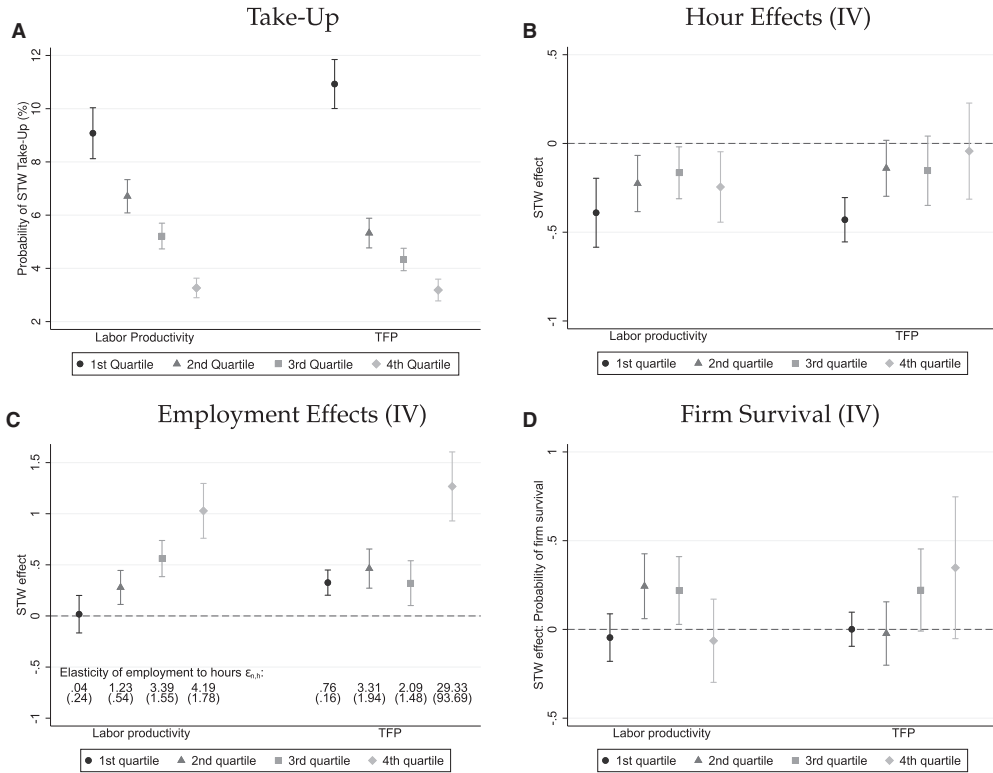 A
Take-Up
Probability of STW Take-Up (%)
12
10
8
6
4
2
Labor Productivity TFP
1st Quartile 2nd Quartile 3rd Quartile 4th Quartile
B
Hour Effects (IV)
STW effect
.5
0
-.5
-1
Labor productivity TFP
1st quartile 2nd quartile 3rd quartile 4th quartile
C
Employment Effects (IV)
STW effect
1.5
1
.5
0
-.5
-1
Elasticity of employment to hours εn,h:
.04 1.23 3.39 4.19 .76 3.31 2.09 29.33
(.24) (.54) (1.55) (1.78) (.16) (1.94) (1.48) (93.69)
Labor productivity TFP
1st quartile 2nd quartile 3rd quartile 4th quartile
D
Firm Survival (IV)
STW effect: Probability of firm survival
1
.5
0
-.5
Labor productivity TFP
1st quartile 2nd quartile 3rd quartile 4th quartile